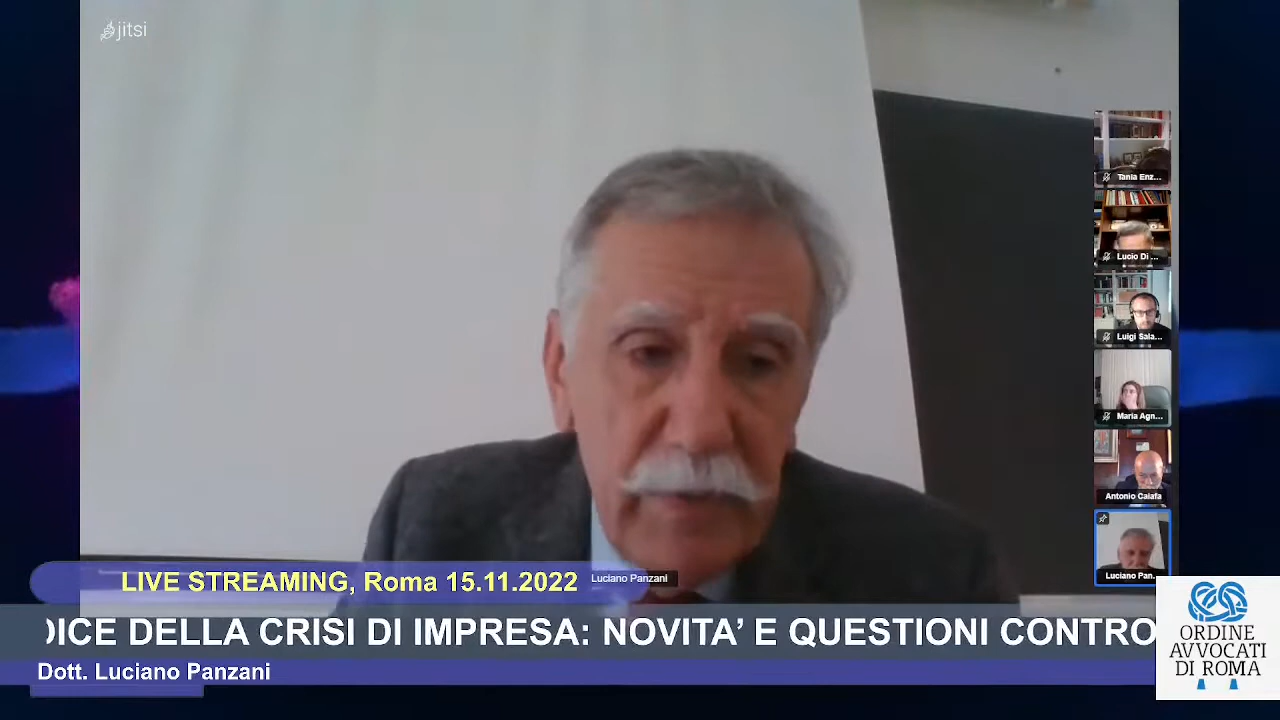 jitsi
Tania Enz...
Lucio Di ...
Luigi Sala...
Maria Agn...
Antonio Caiafa
Luciano Pan...
Luciano Panzani
LIVE STREAMING, Roma 15.11.2022
DICE DELLA CRISI DI IMPRESA: NOVITA' E QUESTIONI CONTRO
Dott. Luciano Panzani
ORDINE
AVVOCATI
DI ROMA